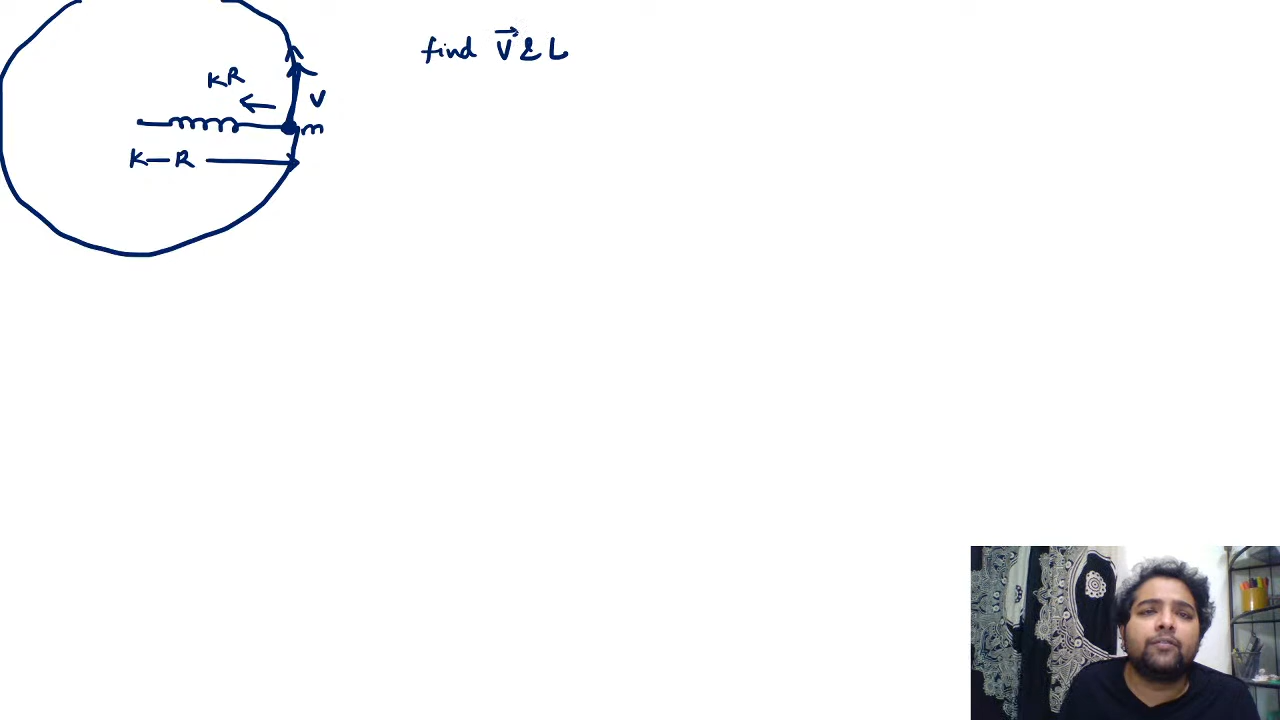 find V⃗ & L
KR
V
m
K—R